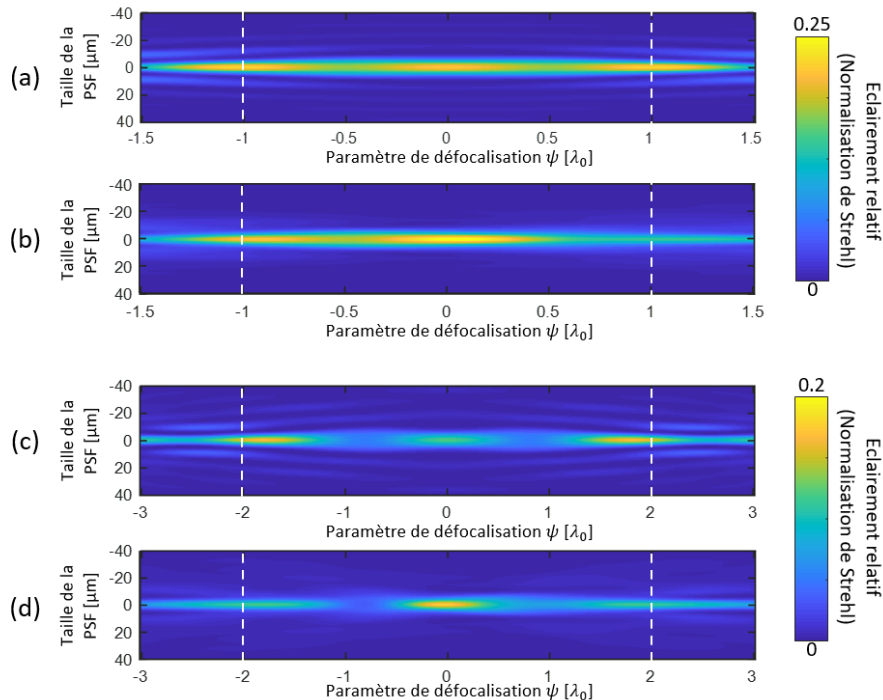 (a)
Taille de la
PSF [µm]
-40
-20
0
20
40
-1.5 -1 -0.5 0 0.5 1 1.5
Paramètre de défocalisation ψ [λ₀]
(b)
Taille de la
PSF [µm]
-40
-20
0
20
40
-1.5 -1 -0.5 0 0.5 1 1.5
Paramètre de défocalisation ψ [λ₀]
0.25
0
Eclairement relatif
(Normalisation de Strehl)
(c)
Taille de la
PSF [µm]
-40
-20
0
20
40
-3 -2 -1 0 1 2 3
Paramètre de défocalisation ψ [λ₀]
(d)
Taille de la
PSF [µm]
-40
-20
0
20
40
-3 -2 -1 0 1 2 3
Paramètre de défocalisation ψ [λ₀]
0.2
0
Eclairement relatif
(Normalisation de Strehl)